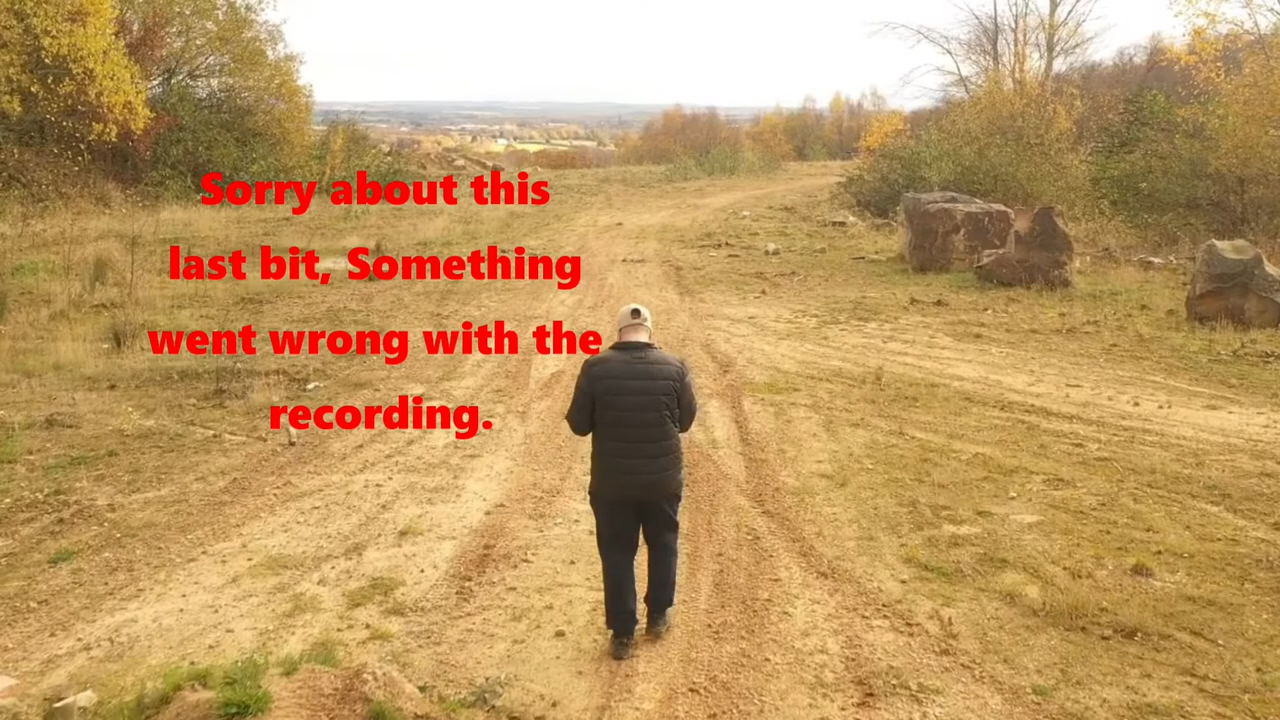 Sorry about this
last bit, Something
went wrong with the
recording.